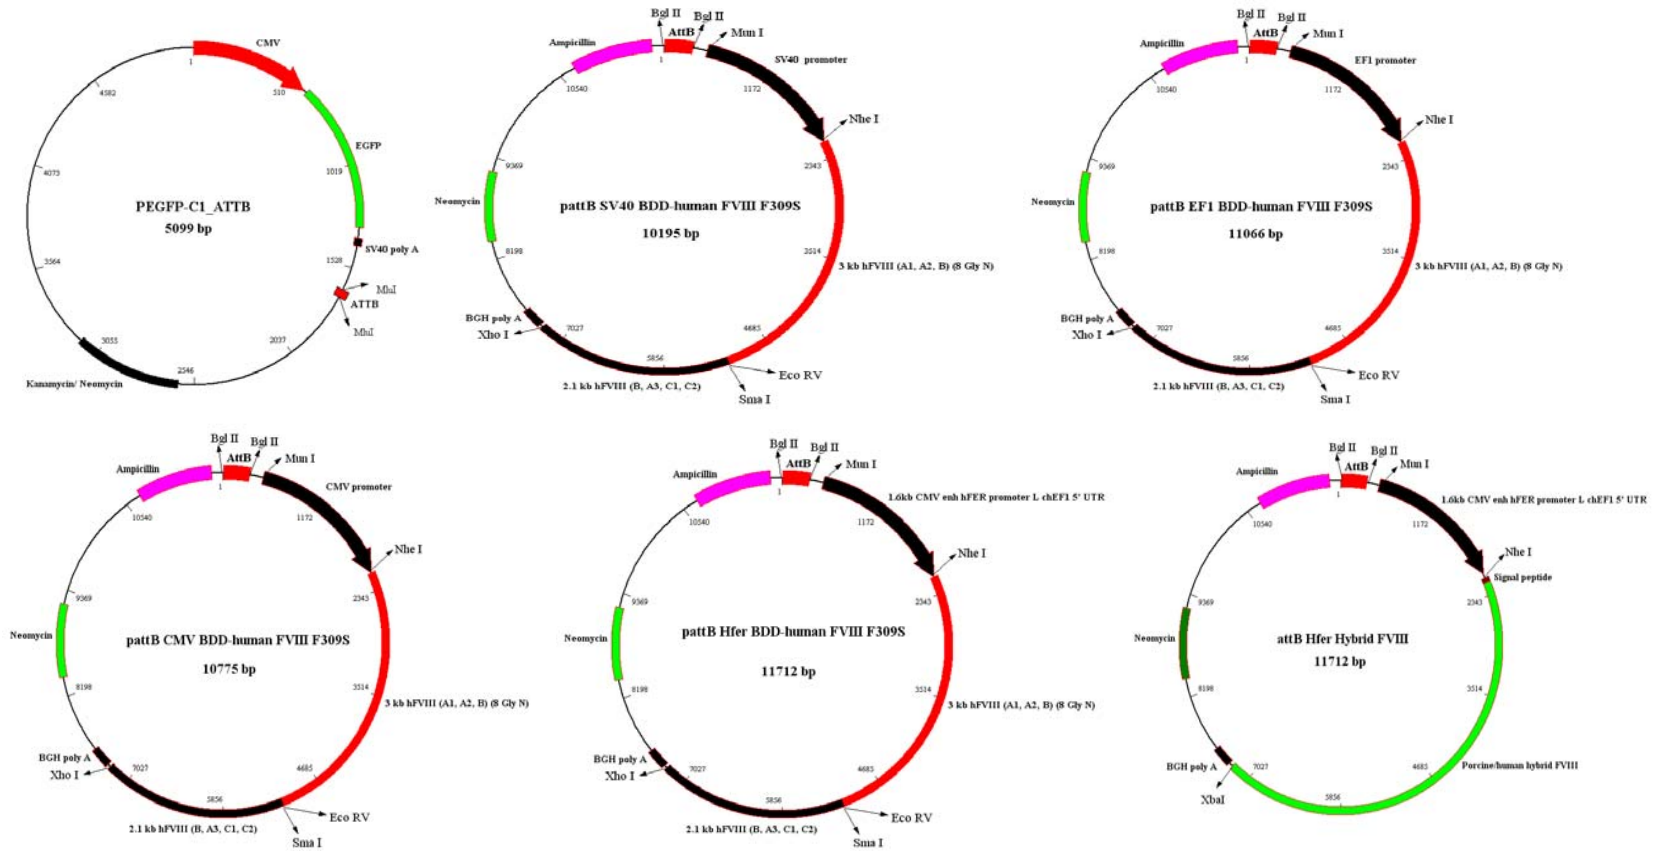 CMV
1
510
4582
EGFP
1019
4073
PEGFP-C1_ATTB
5099 bp
SV40 poly A
1528
3564
MluI
ATTB
MluI
2037
3055
2546
Kanamycin/ Neomycin
Bgl II
Bgl II
AttB
Mun I
Ampicillin
1
SV40 promoter
10540
1172
Nhe I
9369
2343
Neomycin
pattB SV40 BDD-human FVIII F309S
10195 bp
8198
3514
3 kb hFVIII (A1, A2, B) (8 Gly N)
BGH poly A
Xho I
7027
4685
5856
Eco RV
2.1 kb hFVIII (B, A3, C1, C2)
Sma I
Bgl II
Bgl II
AttB
Mun I
Ampicillin
1
EF1 promoter
10540
1172
Nhe I
9369
2343
Neomycin
pattB EF1 BDD-human FVIII F309S
11066 bp
8198
3514
3 kb hFVIII (A1, A2, B) (8 Gly N)
BGH poly A
Xho I
7027
4685
5856
Eco RV
2.1 kb hFVIII (B, A3, C1, C2)
Sma I
Bgl II
Bgl II
AttB
Mun I
Ampicillin
1
CMV promoter
10540
1172
Nhe I
9369
2343
Neomycin
pattB CMV BDD-human FVIII F309S
10775 bp
8198
3514
3 kb hFVIII (A1, A2, B) (8 Gly N)
BGH poly A
Xho I
7027
4685
5856
Eco RV
2.1 kb hFVIII (B, A3, C1, C2)
Sma I
Bgl II
Bgl II
AttB
Mun I
Ampicillin
1
1.6kb CMV enh hFER promoter L chEF1 5' UTR
10540
1172
Nhe I
9369
2343
Neomycin
pattB Hfer BDD-human FVIII F309S
11712 bp
8198
3514
3 kb hFVIII (A1, A2, B) (8 Gly N)
BGH poly A
Xho I
7027
4685
5856
Eco RV
2.1 kb hFVIII (B, A3, C1, C2)
Sma I
Bgl II
Bgl II
AttB
Mun I
Ampicillin
1
1.6kb CMV enh hFER promoter L chEF1 5' UTR
10540
1172
Nhe I
Signal peptide
9369
2343
Neomycin
attB Hfer Hybrid FVIII
11712 bp
8198
3514
BGH poly A
7027
4685
Porcine/human hybrid FVIII
XbaI
5856